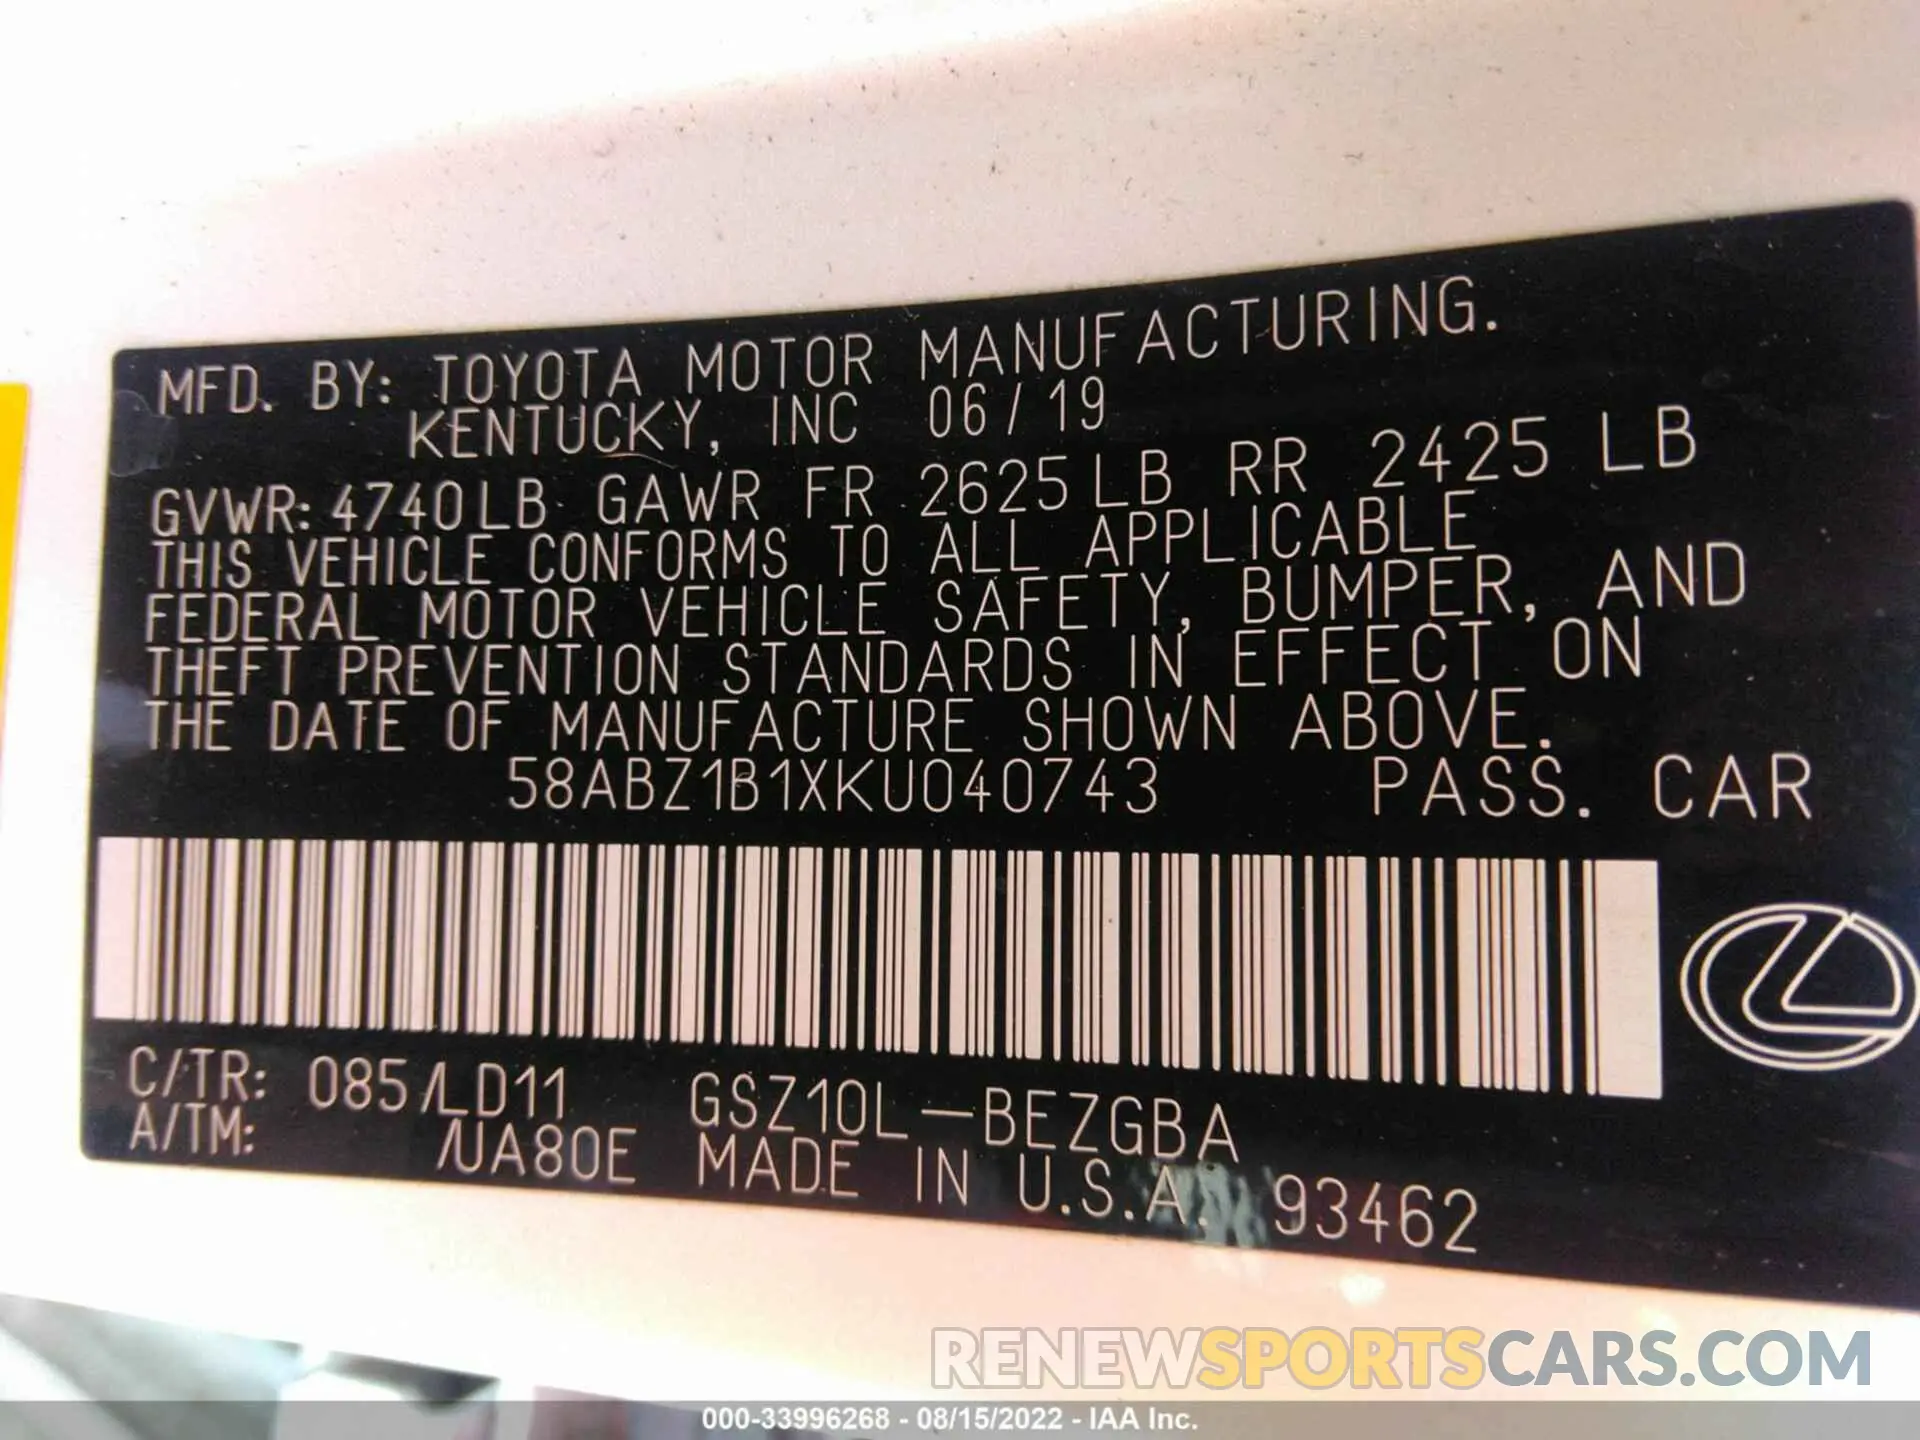 MFD. BY: TOYOTA MOTOR MANUFACTURING.
KENTUCKY, INC 06/19
GVWR: 4740LB GAWR FR 2625LB RR 2425 LB
THIS VEHICLE CONFORMS TO ALL APPLICABLE
FEDERAL MOTOR VEHICLE SAFETY, BUMPER, AND
THEFT PREVENTION STANDARDS IN EFFECT ON
THE DATE OF MANUFACTURE SHOWN ABOVE.
58ABZ1B1XKU040743 PASS. CAR
C/TR: 085/LD11 GSZ10L-BEZGBA
A/TM: /UA80E MADE IN U.S.A. 93462
RENEWSPORTSCARS.COM
000-33996268 - 08/15/2022 - IAA Inc.